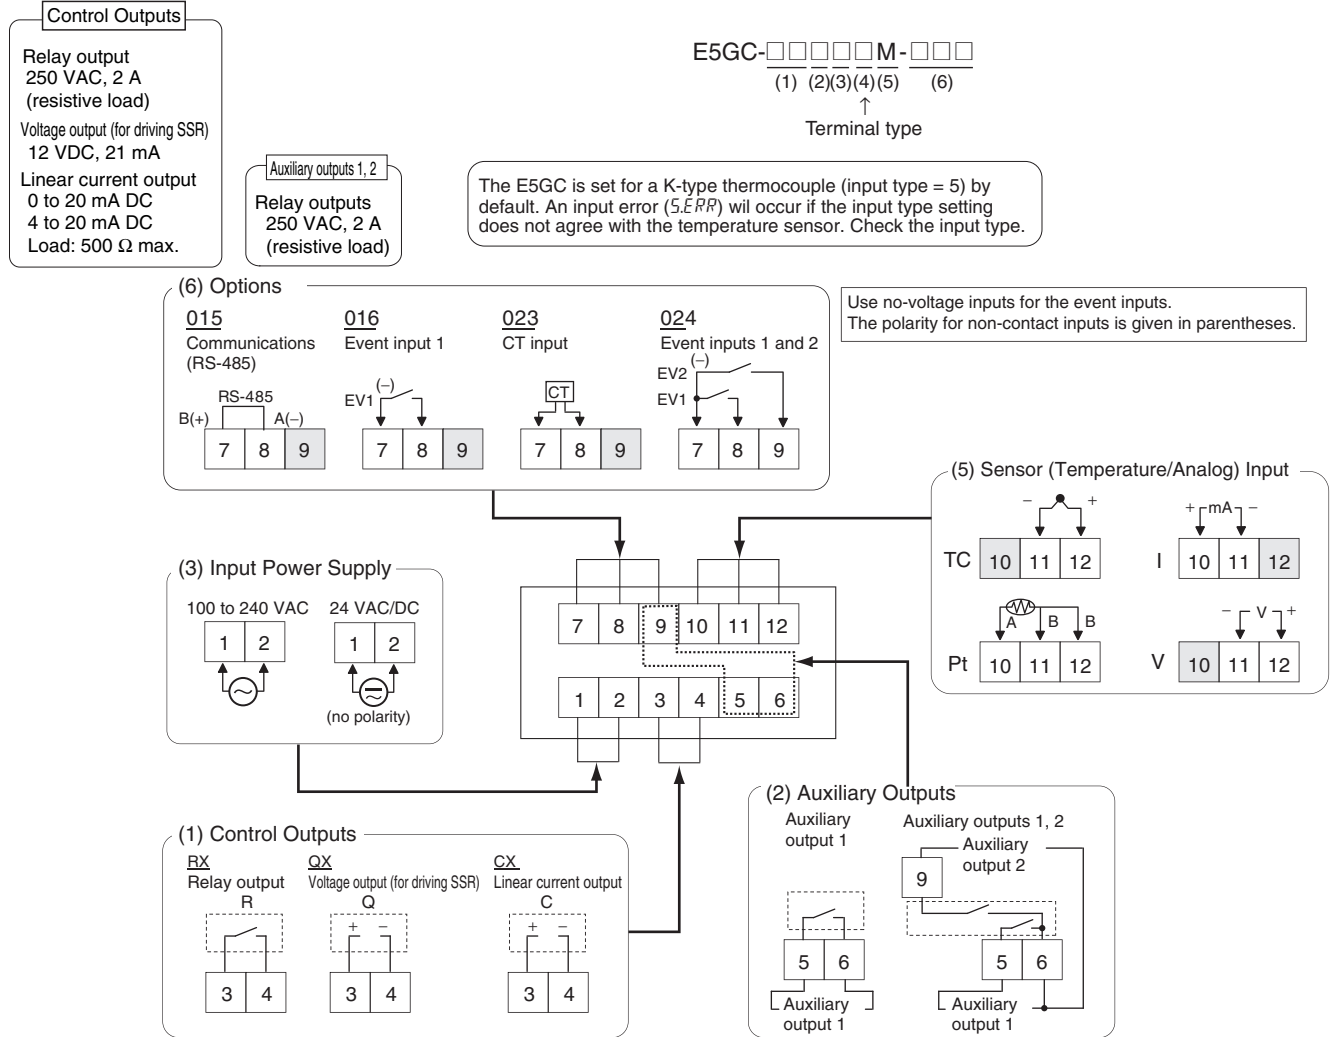 Control Outputs
Relay output
250 VAC, 2 A
(resistive load)
Voltage output (for driving SSR)
12 VDC, 21 mA
Linear current output
0 to 20 mA DC
4 to 20 mA DC
Load: 500 Ω max.
Auxiliary outputs 1, 2
Relay outputs
250 VAC, 2 A
(resistive load)
E5GC-□□□□□M-□□□
(1) (2)(3)(4)(5) (6)
↑
Terminal type
The E5GC is set for a K-type thermocouple (input type = 5) by
default. An input error (S.ERR) wil occur if the input type setting
does not agree with the temperature sensor. Check the input type.
(6) Options
015
Communications
(RS-485)
RS-485
B(+) A(−)
7 8 9
016
Event input 1
(−)
EV1
7 8 9
023
CT input
CT
7 8 9
024
Event inputs 1 and 2
(−)
EV2
EV1
7 8 9
Use no-voltage inputs for the event inputs.
The polarity for non-contact inputs is given in parentheses.
(5) Sensor (Temperature/Analog) Input
− +
TC 10 11 12
+ mA −
I 10 11 12
A B B
Pt 10 11 12
− V +
V 10 11 12
(3) Input Power Supply
100 to 240 VAC
1 2
24 VAC/DC
1 2
(no polarity)
7 8 9 10 11 12
1 2 3 4 5 6
(1) Control Outputs
RX
Relay output
R
3 4
QX
Voltage output (for driving SSR)
Q
+ −
3 4
CX
Linear current output
C
+ −
3 4
(2) Auxiliary Outputs
Auxiliary
output 1
5 6
Auxiliary
output 1
Auxiliary outputs 1, 2
Auxiliary
output 2
9
5 6
Auxiliary
output 1